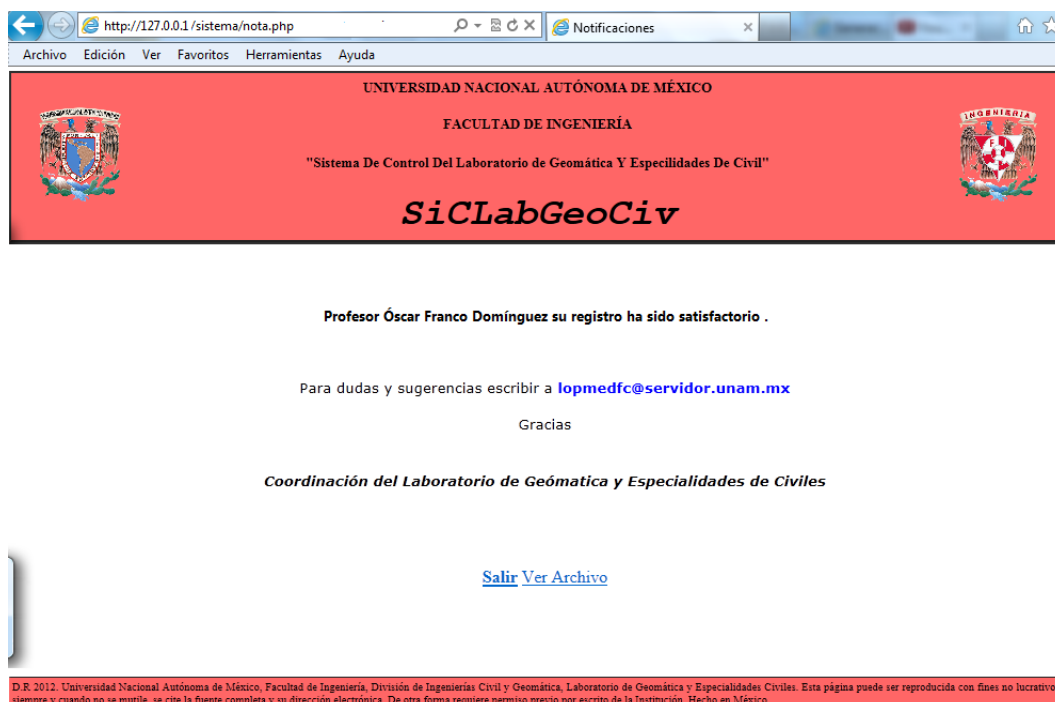 http://127.0.0.1/sistema/nota.php
Notificaciones
Archivo Edición Ver Favoritos Herramientas Ayuda
UNIVERSIDAD NACIONAL AUTÓNOMA DE MÉXICO
FACULTAD DE INGENIERÍA
"Sistema De Control Del Laboratorio de Geomática Y Especilidades De Civil"
INGENIERIA
SiCLabGeoCiv
Profesor Óscar Franco Domínguez su registro ha sido satisfactorio .
Para dudas y sugerencias escribir a lopmedfc@servidor.unam.mx
Gracias
Coordinación del Laboratorio de Geómatica y Especialidades de Civiles
Salir Ver Archivo
D.R 2012. Universidad Nacional Autónoma de México, Facultad de Ingeniería, División de Ingenierías Civil y Geomática, Laboratorio de Geomática y Especialidades Civiles. Esta página puede ser reproducida con fines no lucrativo
siempre y cuando no se mutile, se cite la fuente completa y su dirección electrónica. De otra forma requiere permiso previo por escrito de la Institución. Hecho en México